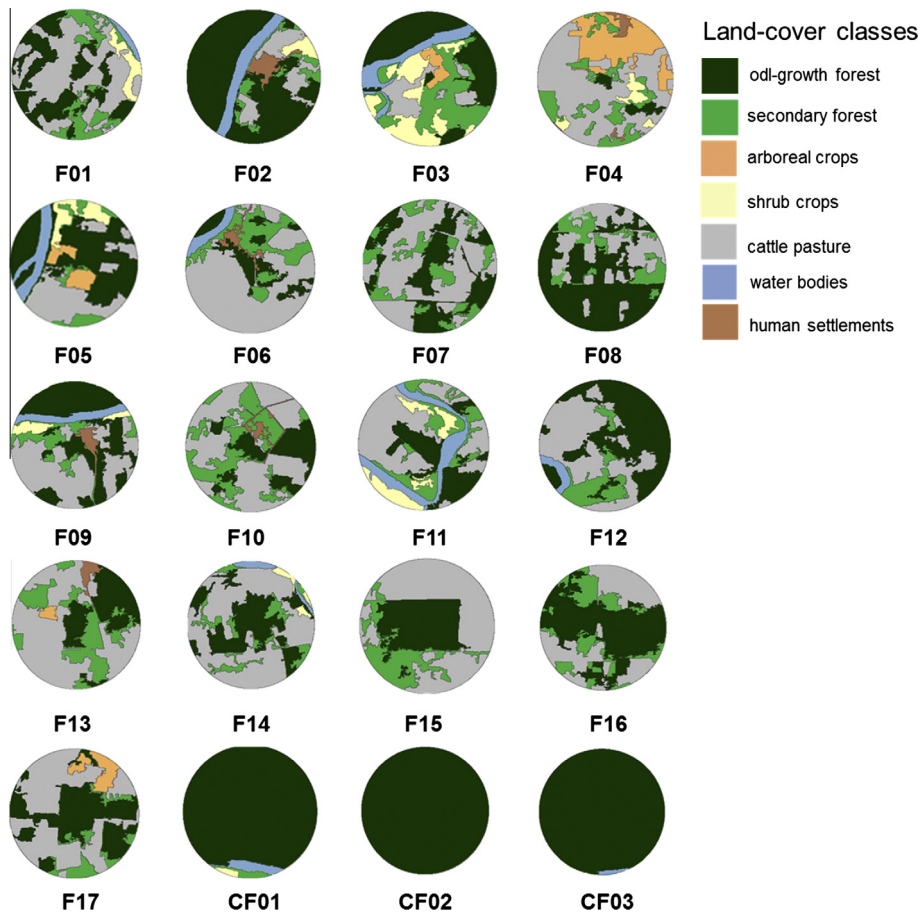 Land-cover classes
odl-growth forest
secondary forest
arboreal crops
shrub crops
cattle pasture
water bodies
human settlements
F01 F02 F03 F04
F05 F06 F07 F08
F09 F10 F11 F12
F13 F14 F15 F16
F17 CF01 CF02 CF03